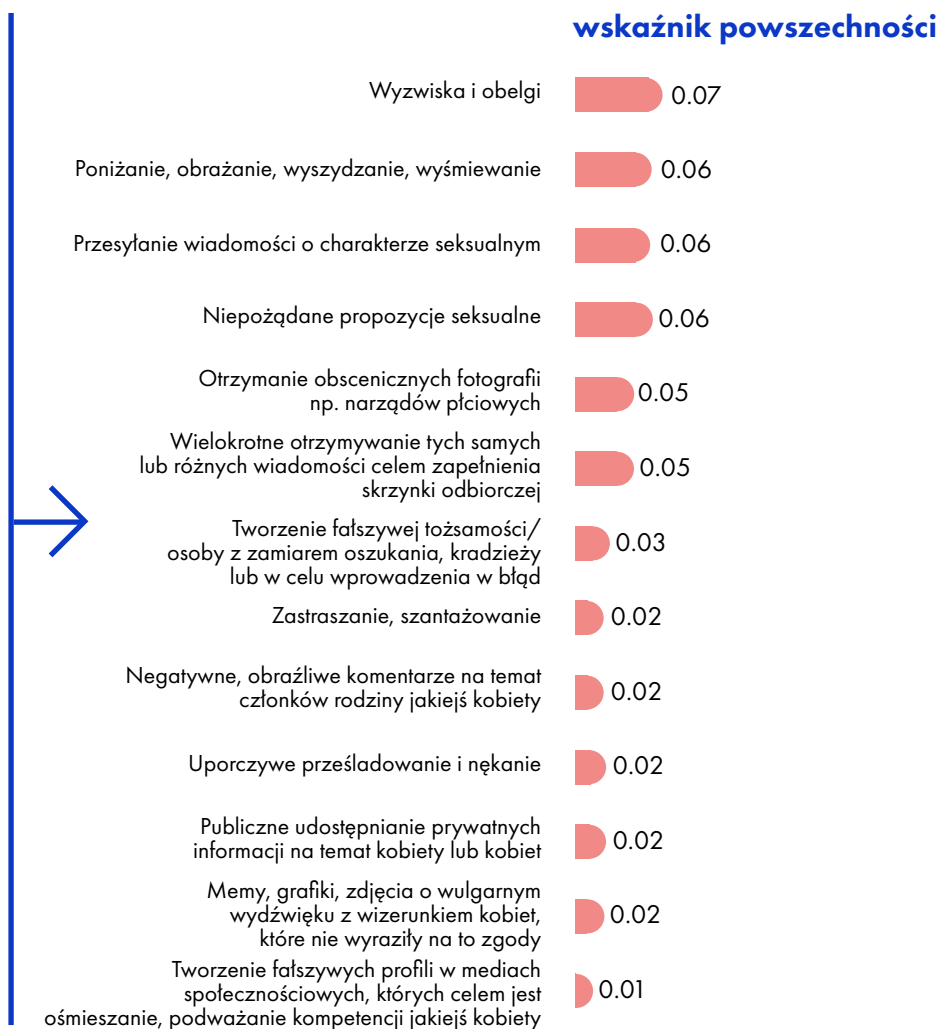 wskaźnik powszechności
Wyzwiska i obelgi
0.07
Poniżanie, obrażanie, wyszydzanie, wyśmiewanie
0.06
Przesyłanie wiadomości o charakterze seksualnym
0.06
Niepożądane propozycje seksualne
0.06
Otrzymanie obscenicznych fotografii
np. narządów płciowych
0.05
Wielokrotne otrzymywanie tych samych
lub różnych wiadomości celem zapełnienia
skrzynki odbiorczej
0.05
Tworzenie fałszywej tożsamości/
osoby z zamiarem oszukania, kradzieży
lub w celu wprowadzenia w błąd
0.03
Zastraszanie, szantażowanie
0.02
Negatywne, obraźliwe komentarze na temat
członków rodziny jakiejś kobiety
0.02
Uporczywe prześladowanie i nękanie
0.02
Publiczne udostępnianie prywatnych
informacji na temat kobiety lub kobiet
0.02
Memy, grafiki, zdjęcia o wulgarnym
wydźwięku z wizerunkiem kobiet,
które nie wyraziły na to zgody
0.02
Tworzenie fałszywych profili w mediach
społecznościowych, których celem jest
ośmieszanie, podważanie kompetencji jakiejś kobiety
0.01